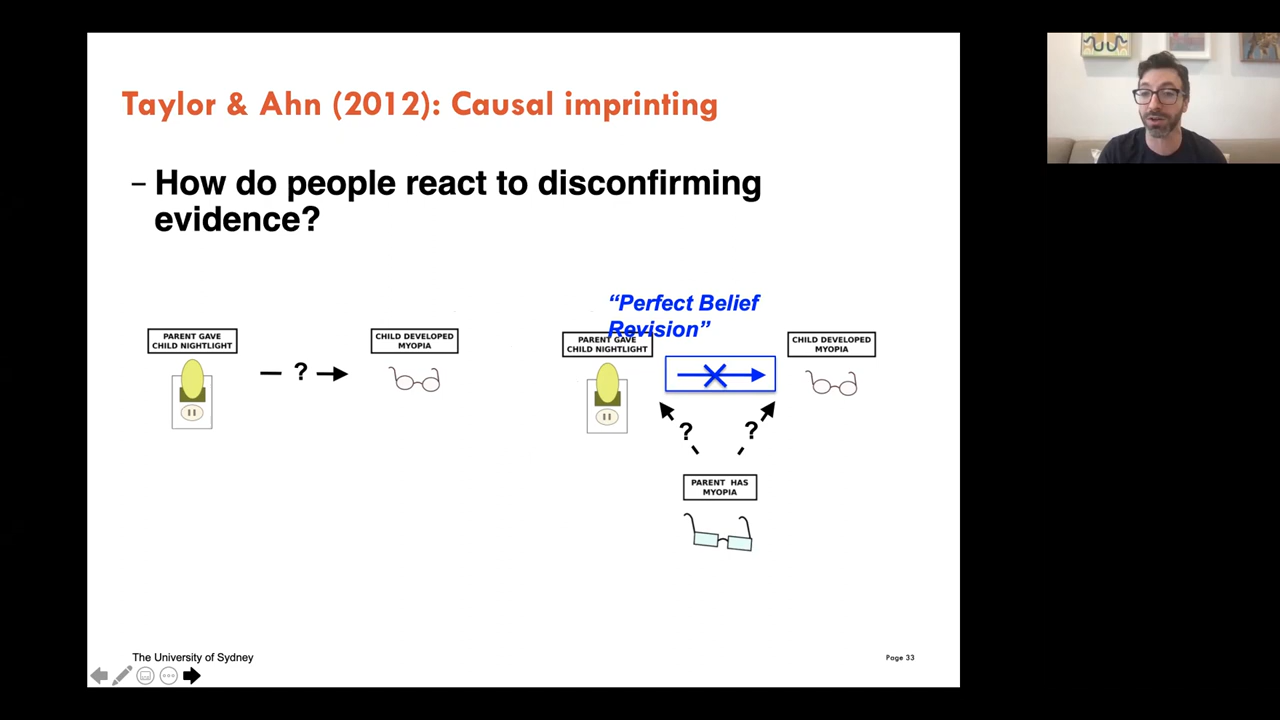 Taylor & Ahn (2012): Causal imprinting
– How do people react to disconfirming
evidence?
PARENT GAVE
CHILD NIGHTLIGHT
?
CHILD DEVELOPED
MYOPIA
“Perfect Belief
Revision”
PARENT GAVE
CHILD NIGHTLIGHT
CHILD DEVELOPED
MYOPIA
?
?
PARENT HAS
MYOPIA
The University of Sydney
Page 33